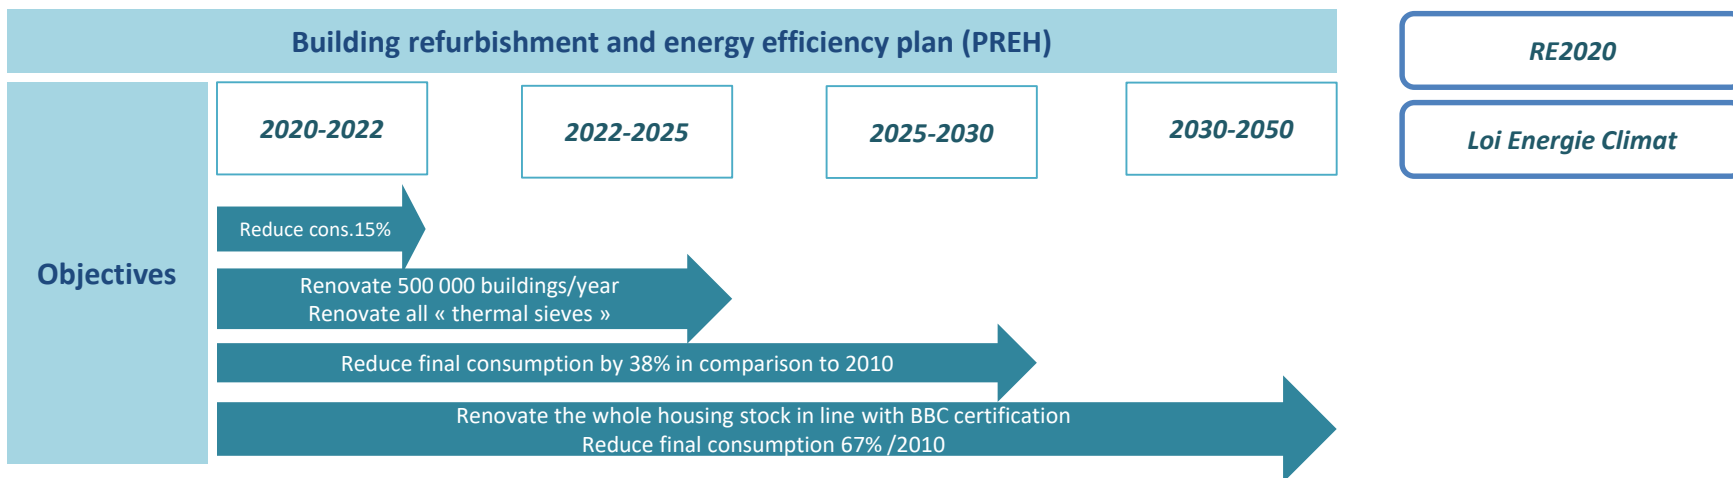 Building refurbishment and energy efficiency plan (PREH)
RE2020
Loi Energie Climat
2020-2022
2022-2025
2025-2030
2030-2050
Objectives
Reduce cons.15%
Renovate 500 000 buildings/year
Renovate all « thermal sieves »
Reduce final consumption by 38% in comparison to 2010
Renovate the whole housing stock in line with BBC certification
Reduce final consumption 67% /2010